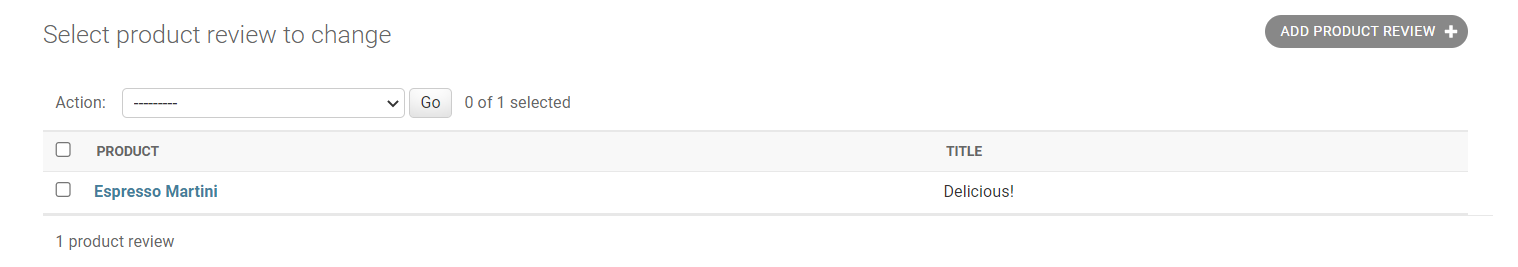 Select product review to change
ADD PRODUCT REVIEW +
Action: --------- Go 0 of 1 selected
PRODUCT TITLE
Espresso Martini Delicious!
1 product review